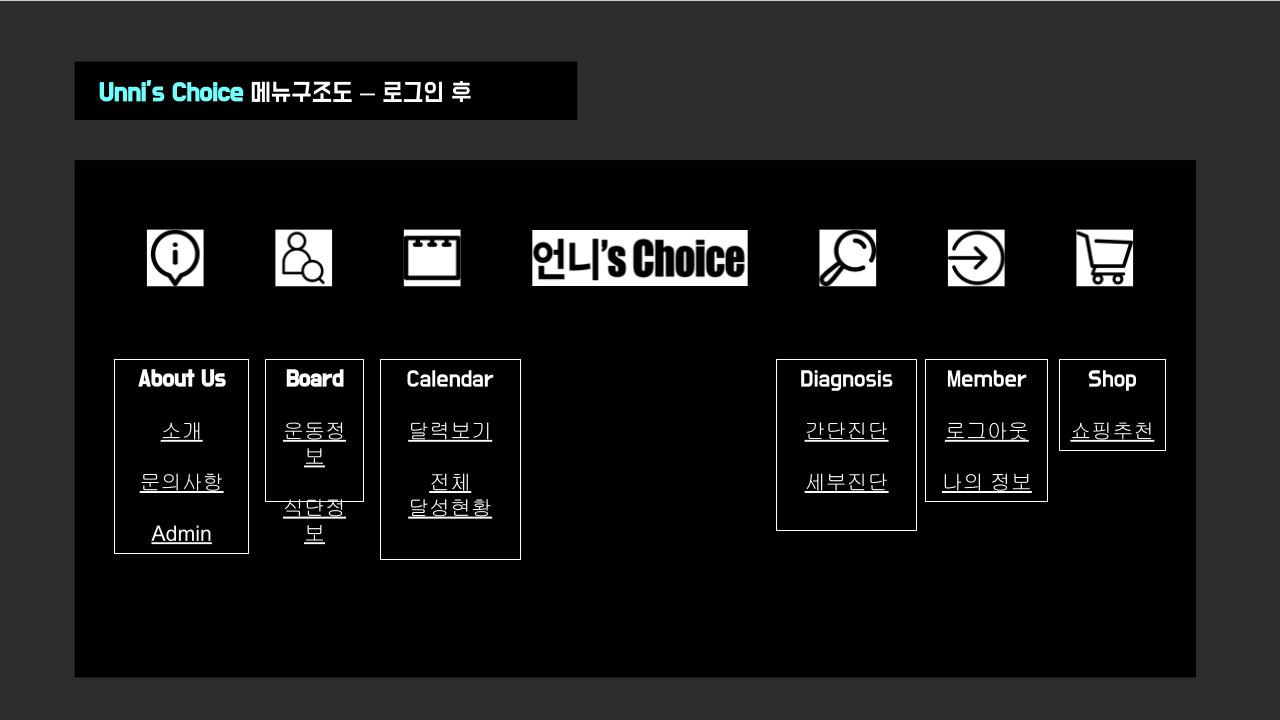 Unni's Choice 메뉴구조도 – 로그인 후
언니's Choice
About Us
소개
문의사항
Admin
Board
운동정
보
식단정
보
Calendar
달력보기
전체
달성현황
Diagnosis
간단진단
세부진단
Member
로그아웃
나의 정보
Shop
쇼핑추천